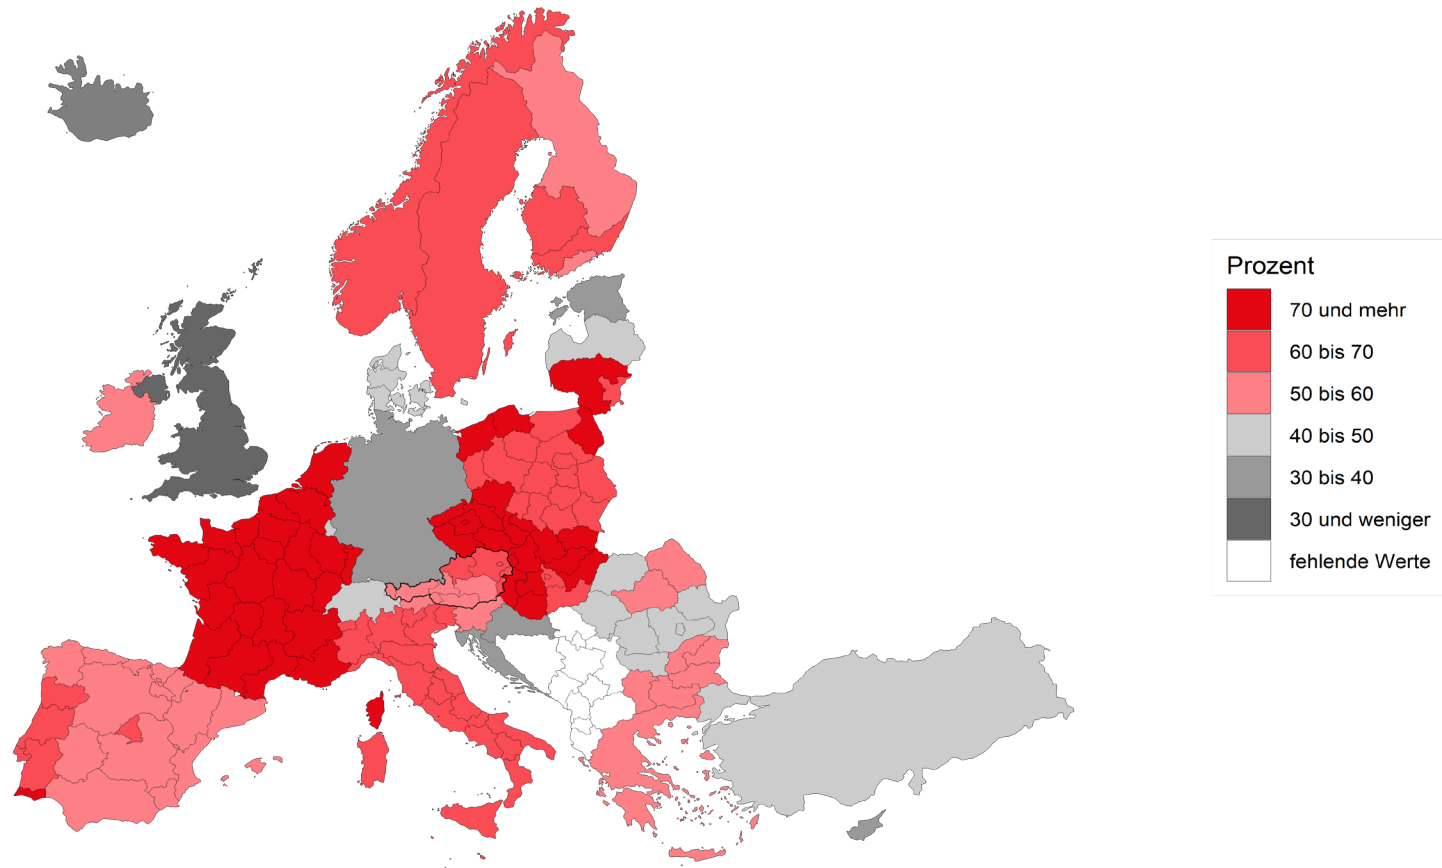 Prozent
70 und mehr
60 bis 70
50 bis 60
40 bis 50
30 bis 40
30 und weniger
fehlende Werte